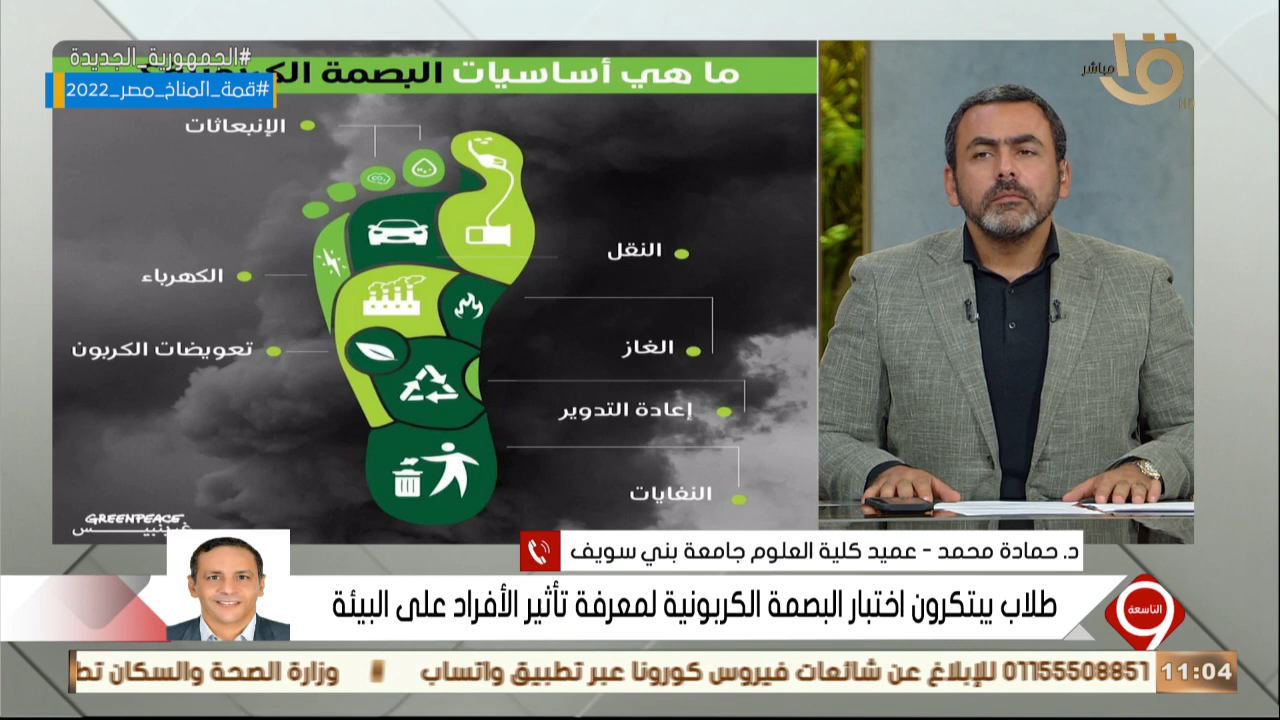 #الجمهورية_الجديدة
#قمة_المناخ_مصر_2022
ما هي أساسيات البصمة
مباشر
HD
الإنبعاثات
CO2
النقل
الكهرباء
الغاز
تعويضات الكربون
إعادة التدوير
النفايات
GREENPEACE
غرينبيس
د. حمادة محمد - عميد كلية العلوم جامعة بني سويف
طلاب يبتكرون اختبار البصمة الكربونية لمعرفة تأثير الأفراد على البيئة
التاسعة
9
01155508851 للإبلاغ عن شائعات فيروس كورونا عبر تطبيق واتساب
وزارة الصحة والسكان
11:04